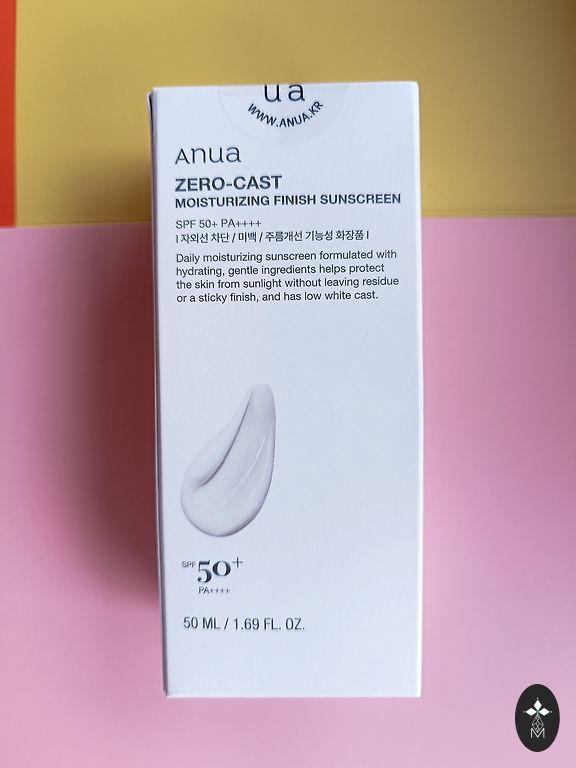 ua
WWW.ANUA.KR
Anua
ZERO-CAST
MOISTURIZING FINISH SUNSCREEN
SPF 50+ PA++++
I 자외선 차단 / 미백 / 주름개선 기능성 화장품 I
Daily moisturizing sunscreen formulated with
hydrating, gentle ingredients helps protect
the skin from sunlight without leaving residue
or a sticky finish, and has low white cast.
SPF 50+
PA++++
50 ML / 1.69 FL. OZ.
M